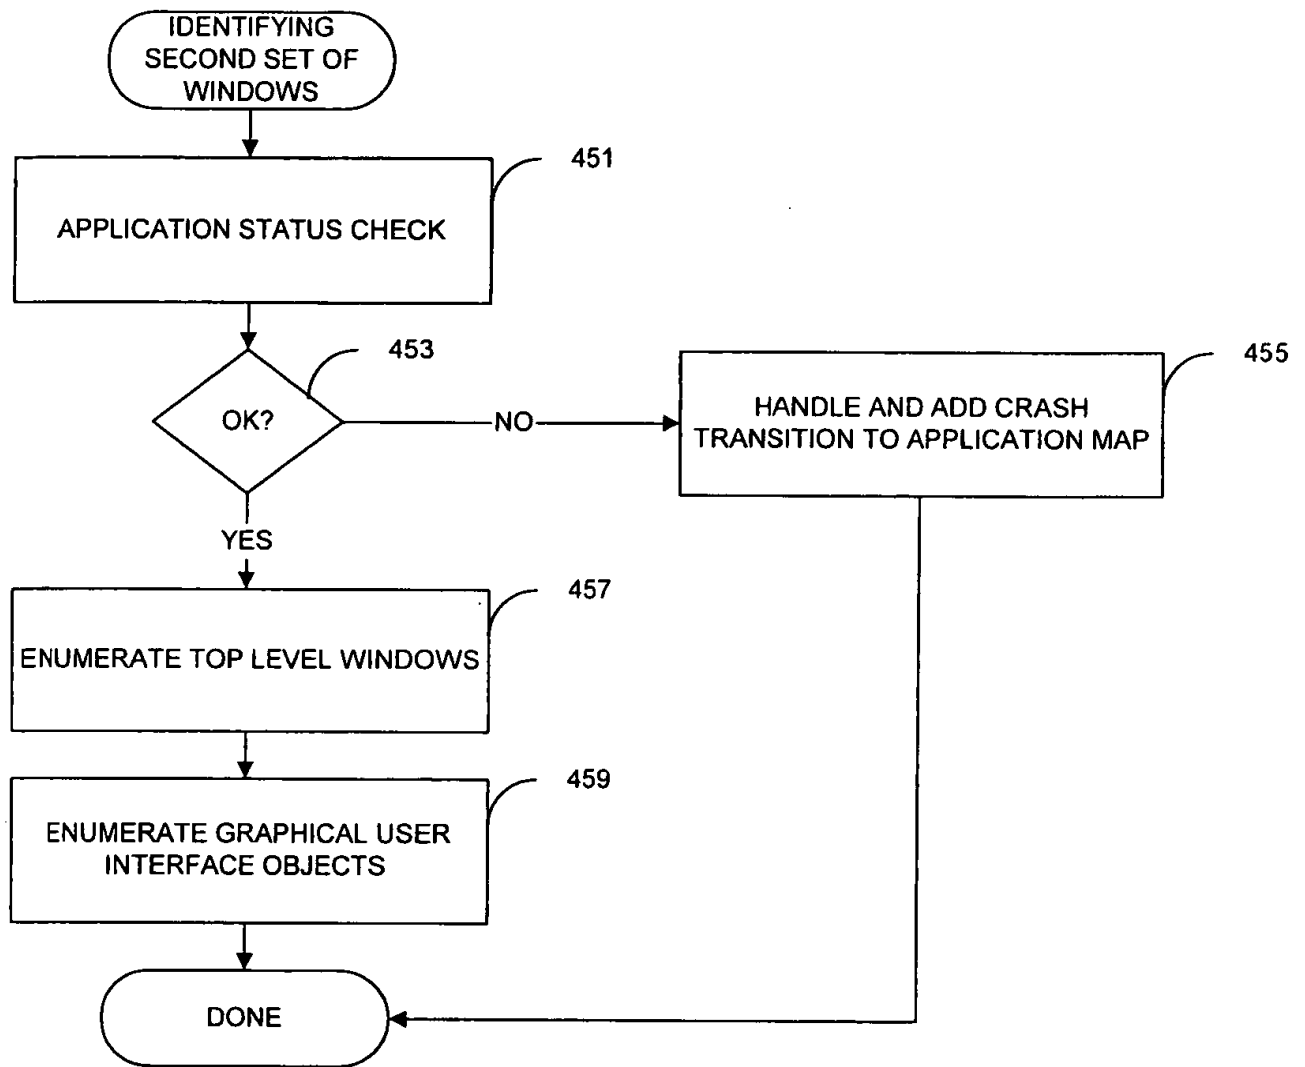 IDENTIFYING
SECOND SET OF
WINDOWS
451
APPLICATION STATUS CHECK
453
OK?
NO
455
HANDLE AND ADD CRASH
TRANSITION TO APPLICATION MAP
YES
457
ENUMERATE TOP LEVEL WINDOWS
459
ENUMERATE GRAPHICAL USER
INTERFACE OBJECTS
DONE